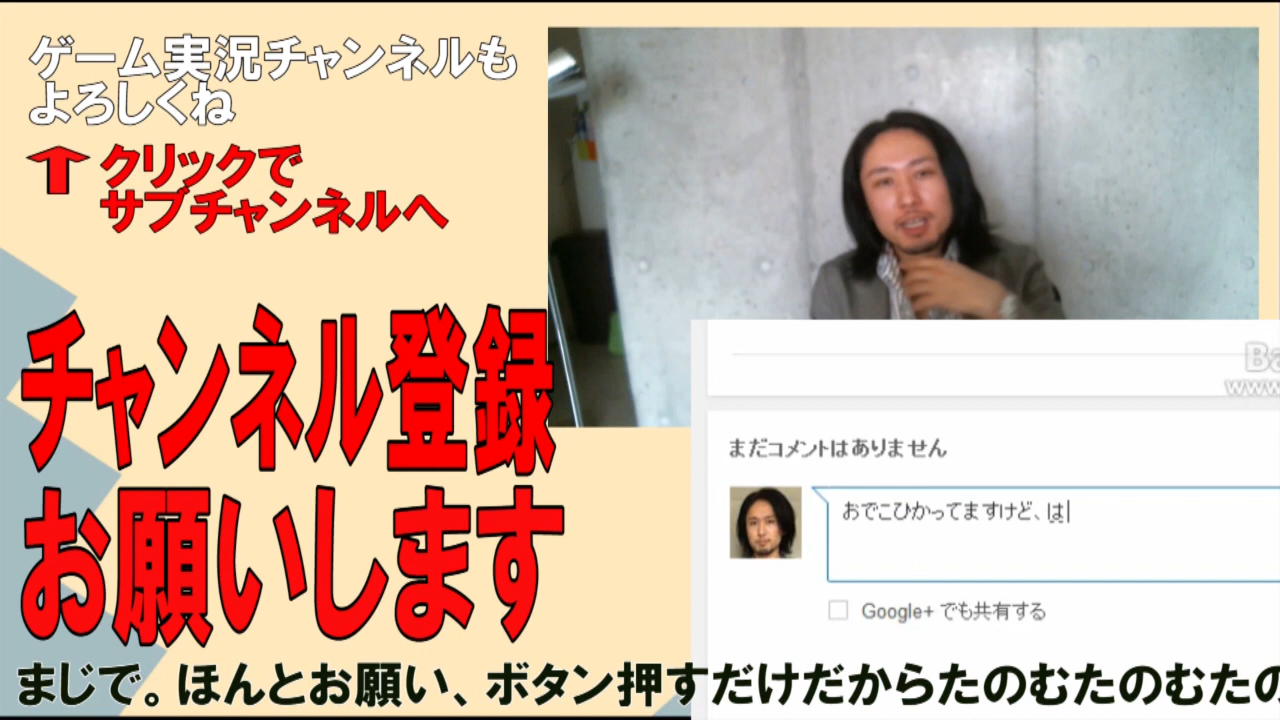 ゲーム実況チャンネルも
よろしくね
クリックで
サブチャンネルへ
チャンネル登録
お願いします
Ba
www
まだコメントはありません
おでこひかってますけど、は
Google+ でも共有する
まじで。ほんとお願い、ボタン押すだけだからたのむたのむたの